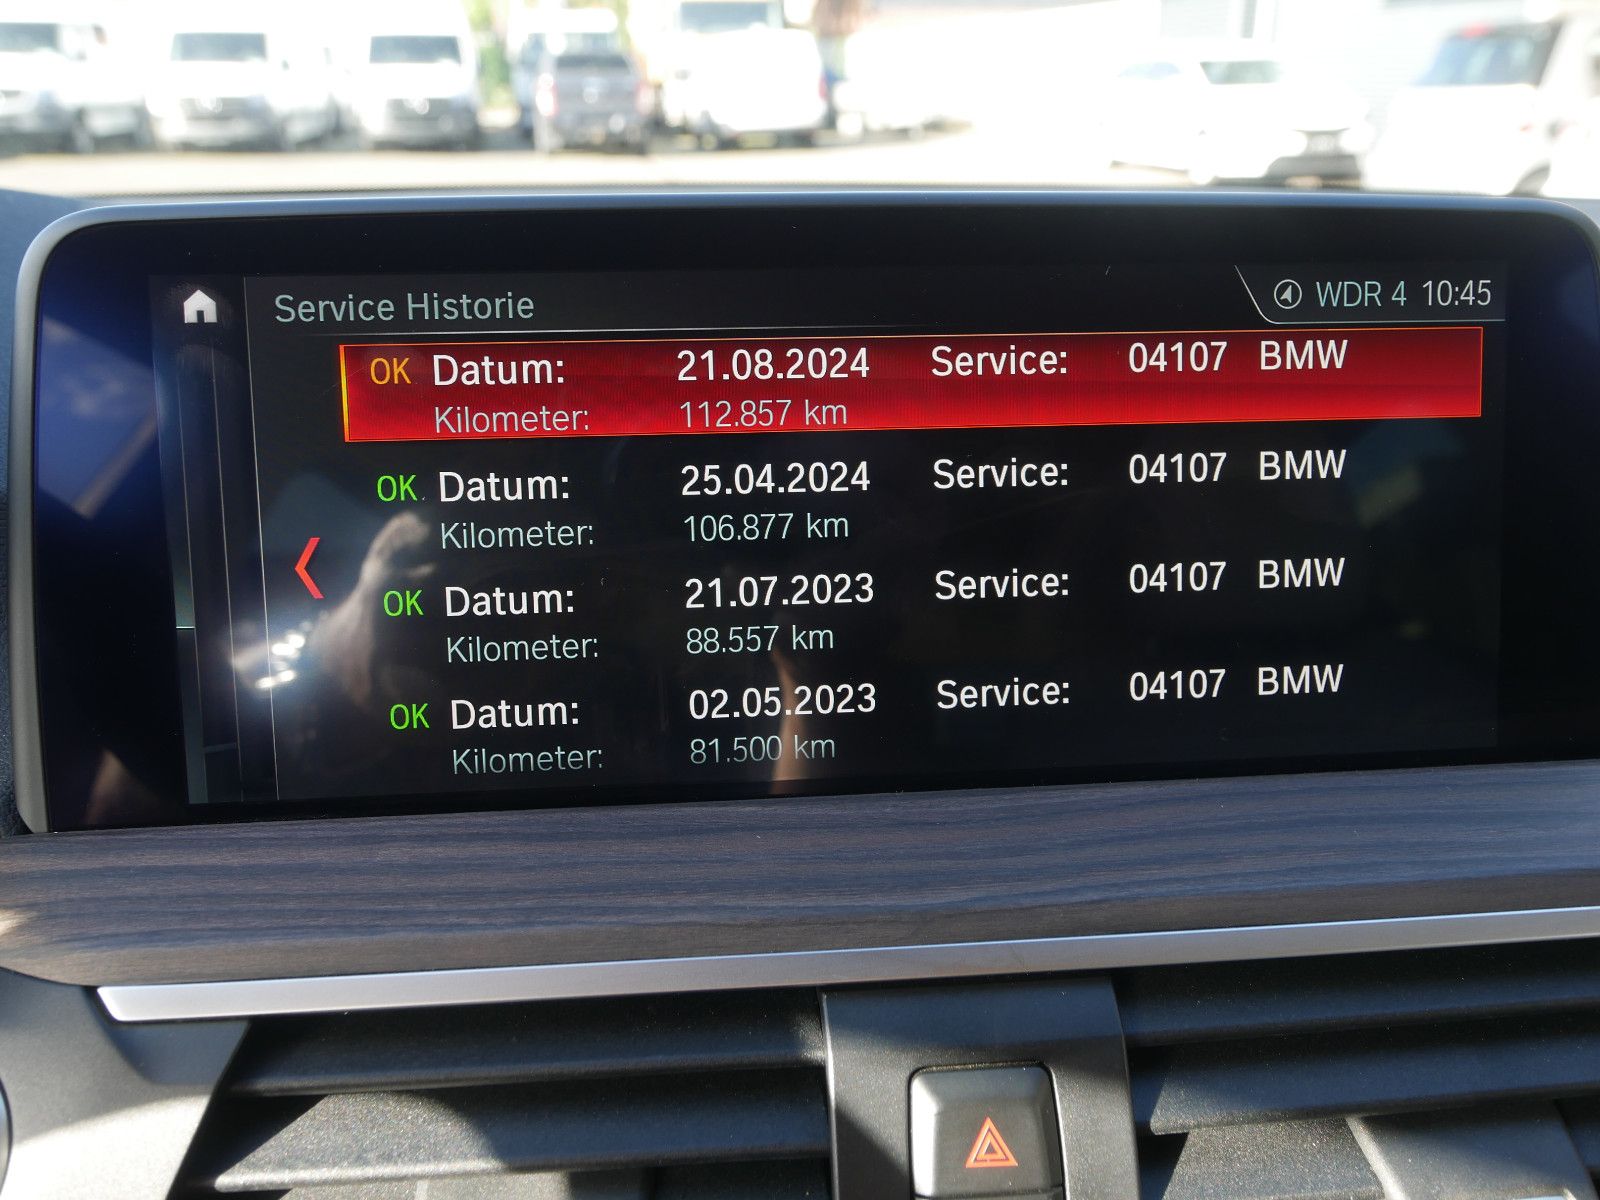 Service Historie WDR 4 10:45
OK Datum: 21.08.2024 Service: 04107 BMW
Kilometer: 112.857 km
OK Datum: 25.04.2024 Service: 04107 BMW
Kilometer: 106.877 km
OK Datum: 21.07.2023 Service: 04107 BMW
Kilometer: 88.557 km
OK Datum: 02.05.2023 Service: 04107 BMW
Kilometer: 81.500 km